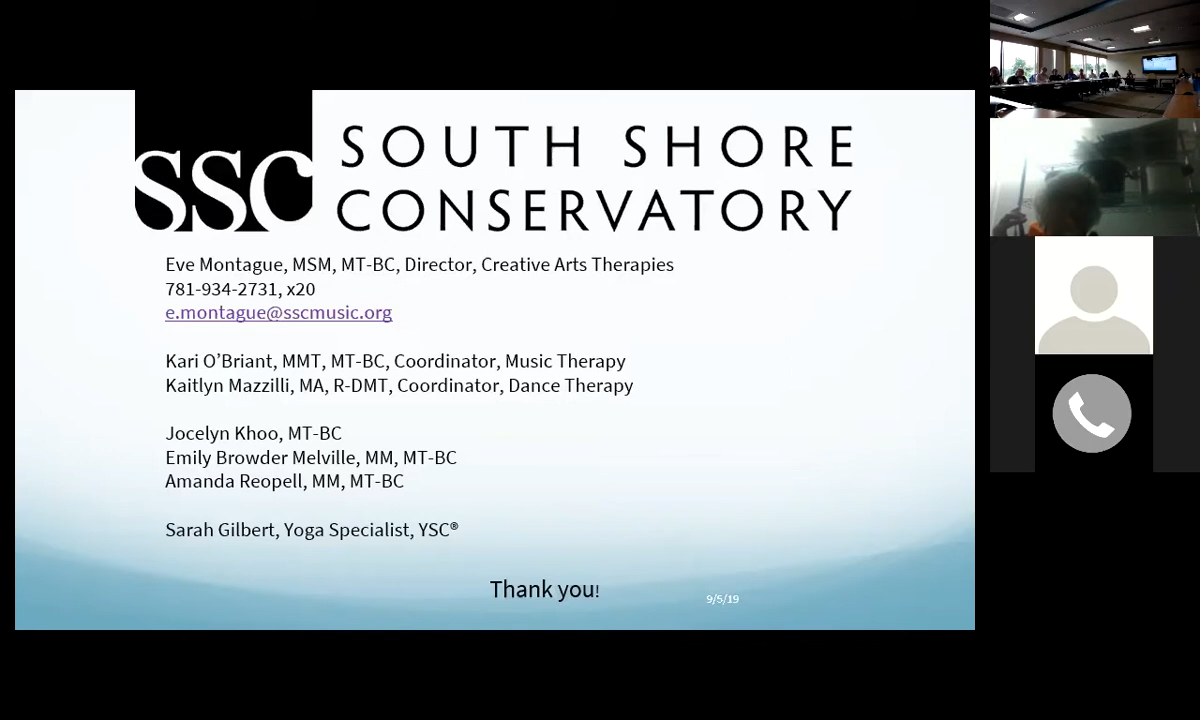 SSC
SOUTH SHORE
CONSERVATORY
Eve Montague, MSM, MT-BC, Director, Creative Arts Therapies
781-934-2731, x20
e.montague@sscmusic.org
Kari O’Briant, MMT, MT-BC, Coordinator, Music Therapy
Kaitlyn Mazzilli, MA, R-DMT, Coordinator, Dance Therapy
Jocelyn Khoo, MT-BC
Emily Browder Melville, MM, MT-BC
Amanda Reopell, MM, MT-BC
Sarah Gilbert, Yoga Specialist, YSC®
Thank you!
9/5/19